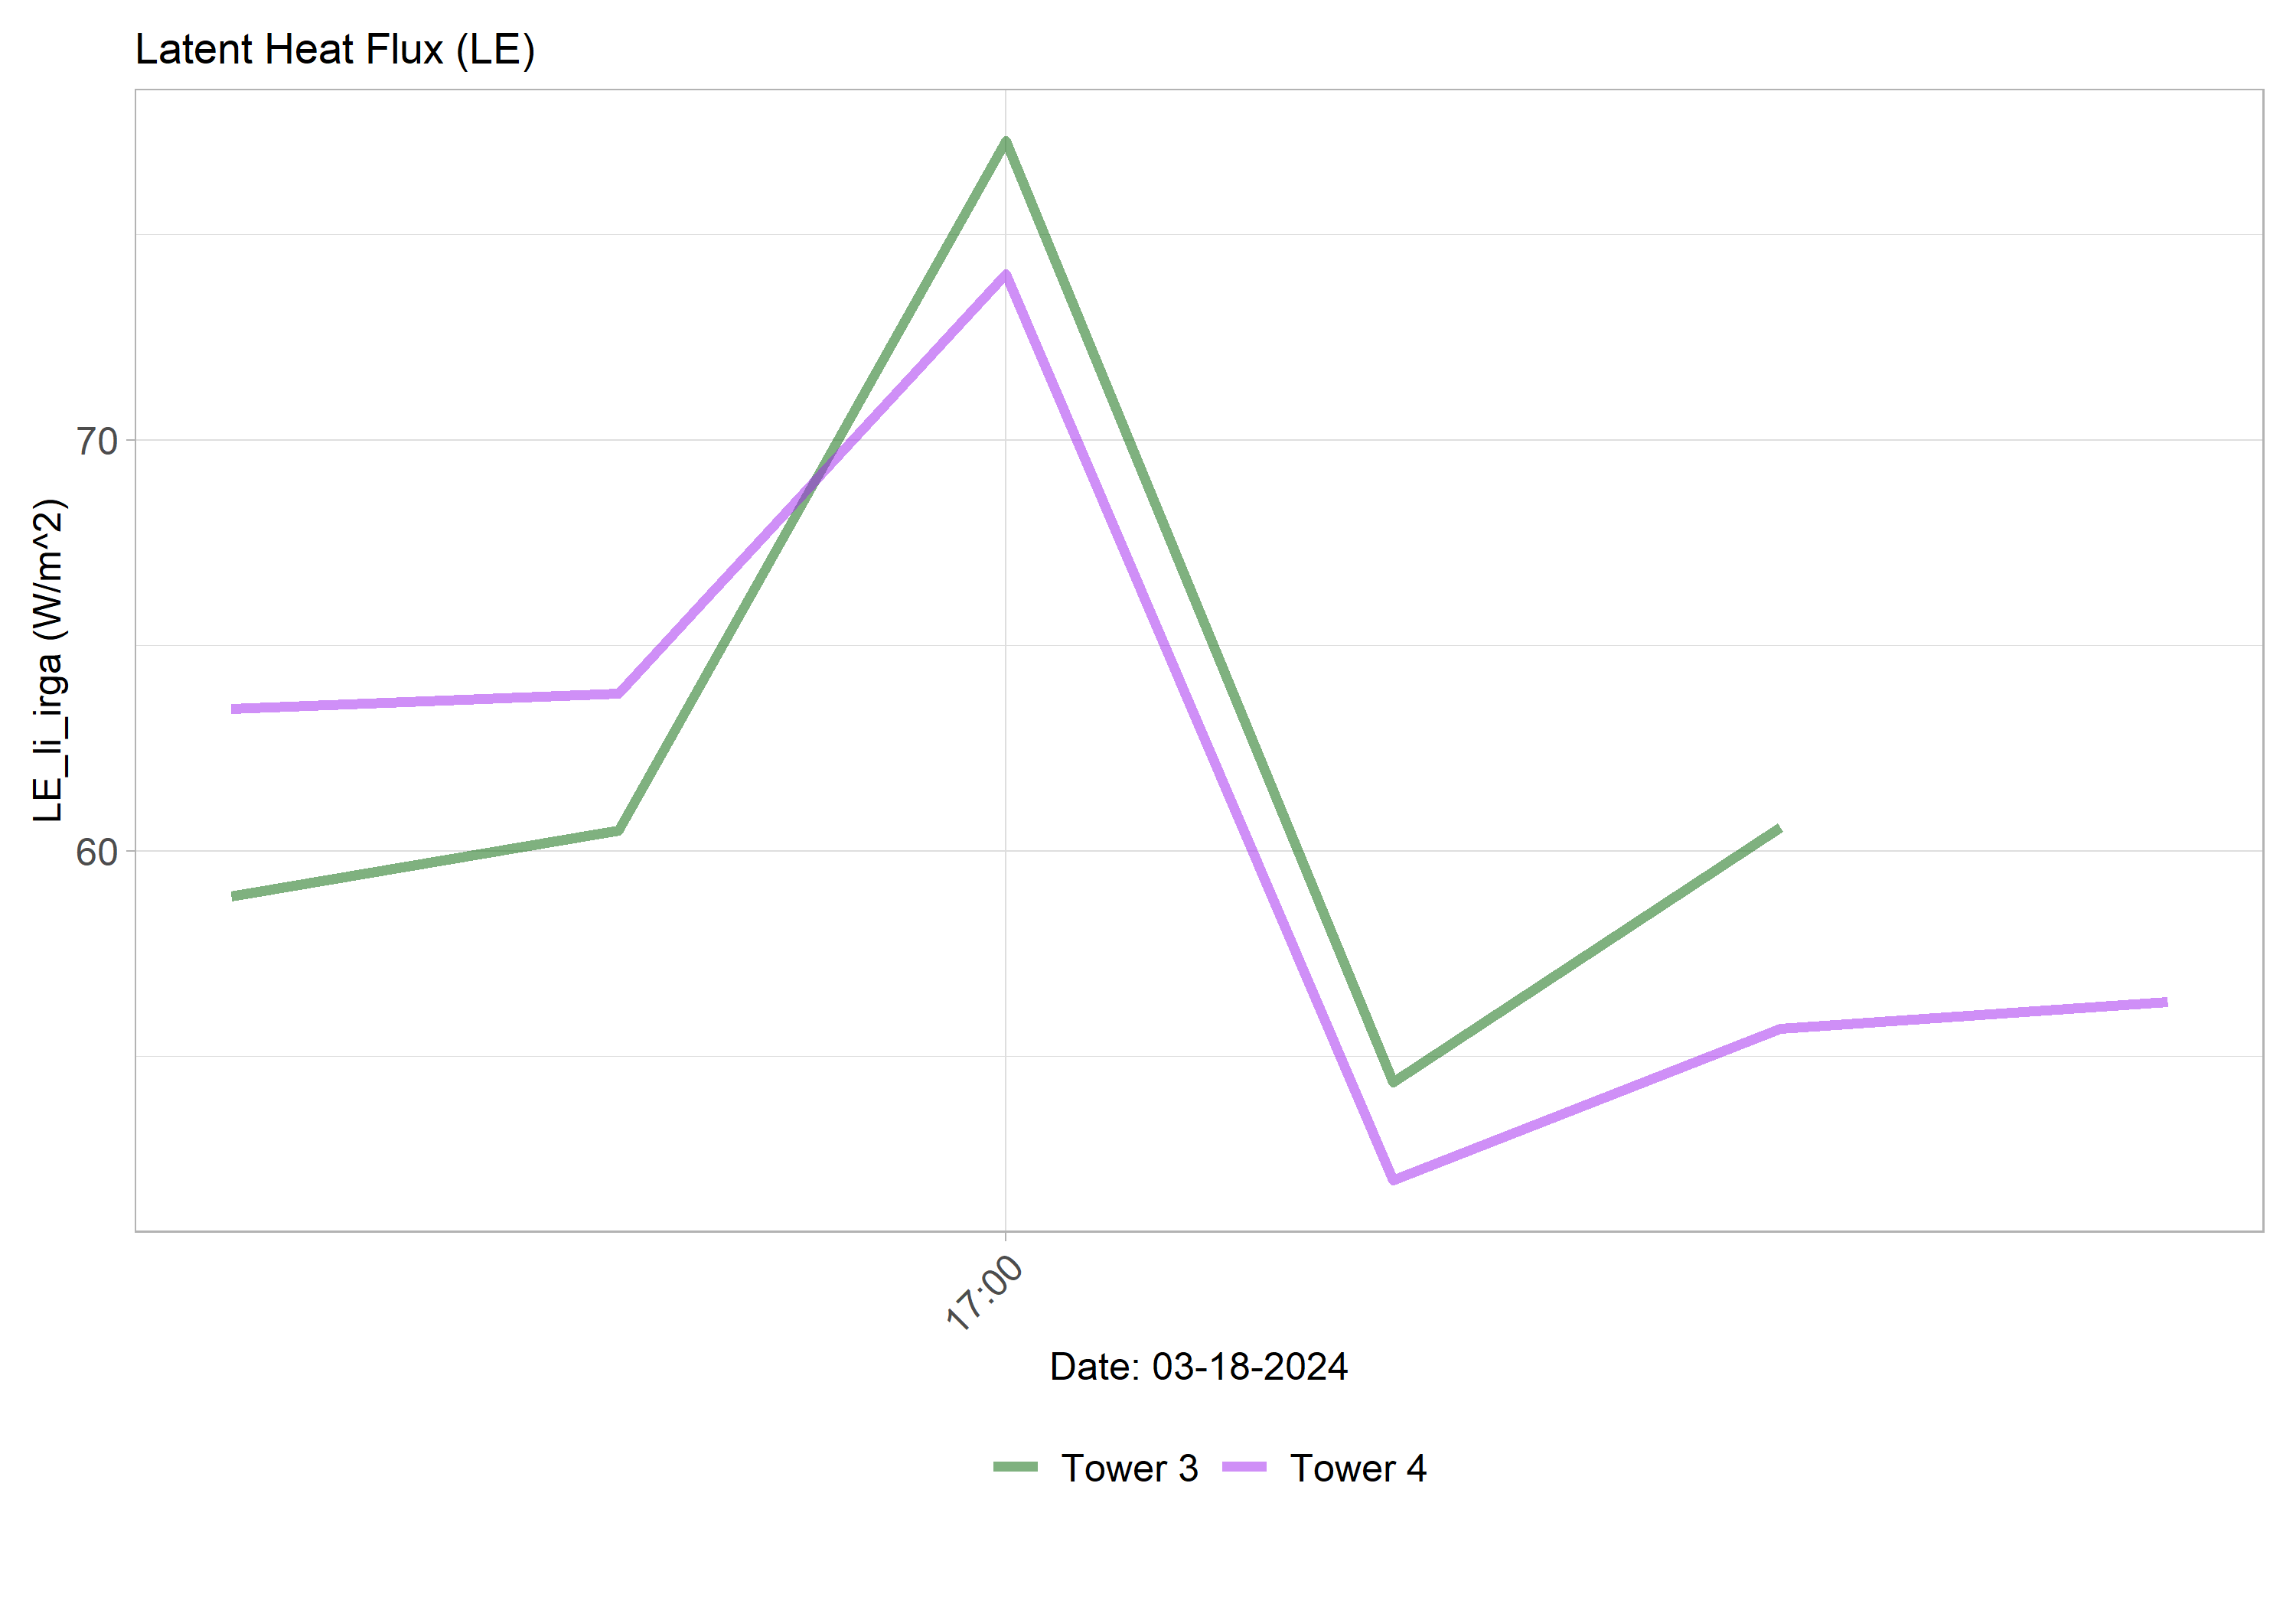 Latent Heat Flux (LE)
LE_li_irga (W/m^2)
70
60
17:00
Date: 03-18-2024
Tower 3
Tower 4